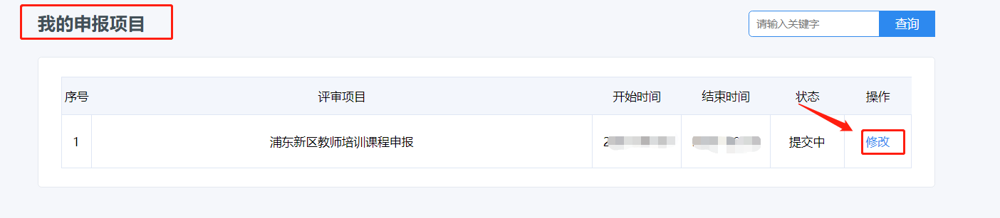 我的申报项目
请输入关键字 查询
序号 评审项目 开始时间 结束时间 状态 操作
1 浦东新区教师培训课程申报 2 提交中 修改